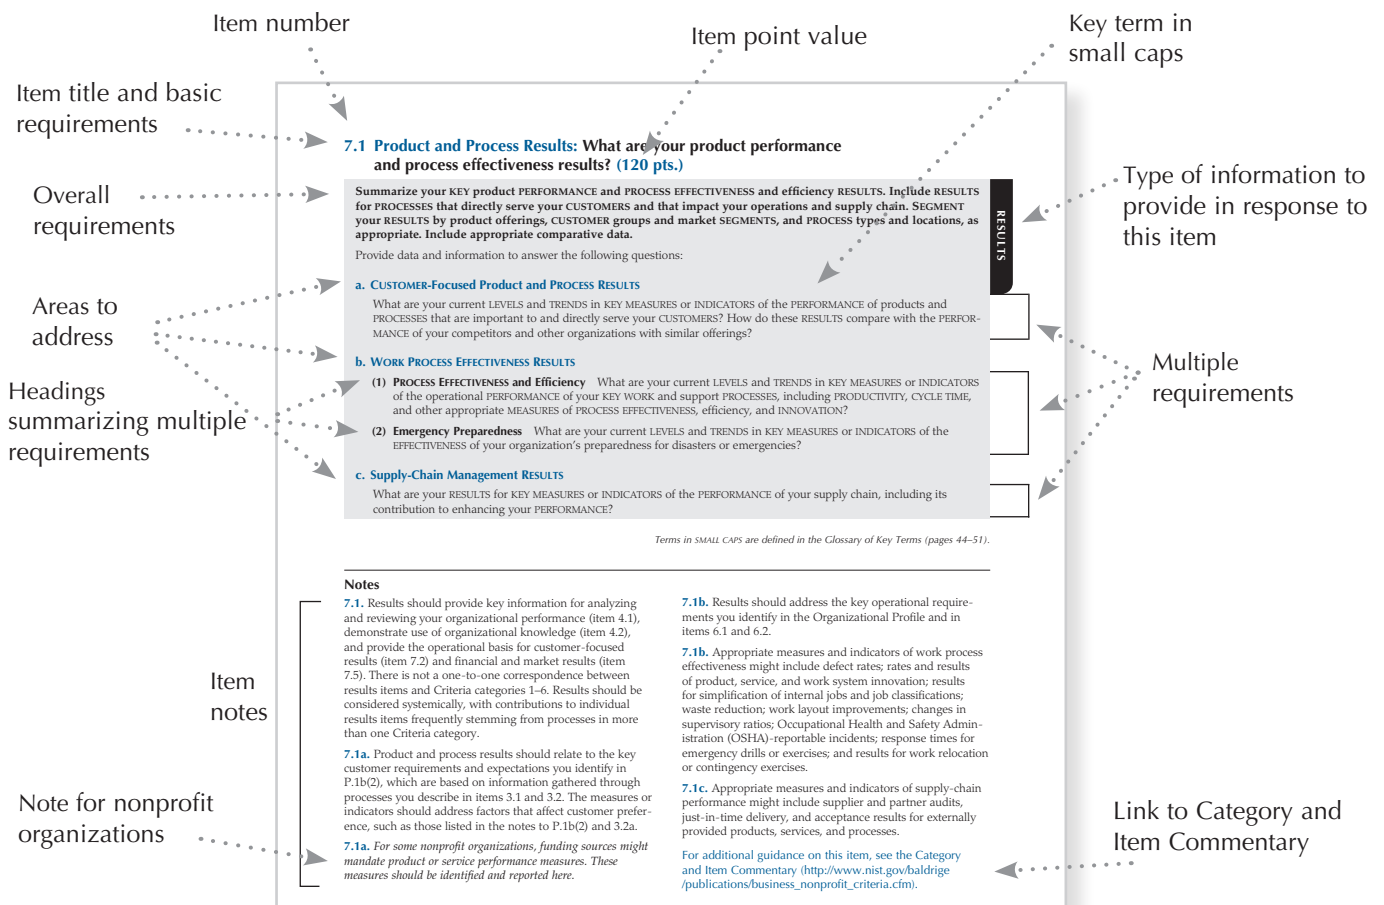 Item number
Item point value
Key term in
small caps
Item title and basic
requirements
7.1 Product and Process Results: What are your product performance
and process effectiveness results? (120 pts.)
Overall
requirements
Summarize your KEY product PERFORMANCE and PROCESS EFFECTIVENESS and efficiency RESULTS. Include RESULTS
for PROCESSES that directly serve your CUSTOMERS and that impact your operations and supply chain. SEGMENT
your RESULTS by product offerings, CUSTOMER groups and market SEGMENTS, and PROCESS types and locations, as
appropriate. Include appropriate comparative data.
Provide data and information to answer the following questions:
RESULTS
Type of information to
provide in response to
this item
Areas to
address
a. CUSTOMER-Focused Product and PROCESS RESULTS
What are your current LEVELS and TRENDS in KEY MEASURES or INDICATORS of the PERFORMANCE of products and
PROCESSES that are important to and directly serve your CUSTOMERS? How do these RESULTS compare with the PERFOR-
MANCE of your competitors and other organizations with similar offerings?
b. WORK PROCESS EFFECTIVENESS RESULTS
Multiple
requirements
Headings
summarizing multiple
requirements
(1) PROCESS EFFECTIVENESS and Efficiency What are your current LEVELS and TRENDS in KEY MEASURES or INDICATORS
of the operational PERFORMANCE of your KEY WORK and support PROCESSES, including PRODUCTIVITY, CYCLE TIME,
and other appropriate MEASURES of PROCESS EFFECTIVENESS, efficiency, and INNOVATION?
(2) Emergency Preparedness What are your current LEVELS and TRENDS in KEY MEASURES or INDICATORS of the
EFFECTIVENESS of your organization's preparedness for disasters or emergencies?
c. Supply-Chain Management RESULTS
What are your RESULTS for KEY MEASURES or INDICATORS of the PERFORMANCE of your supply chain, including its
contribution to enhancing your PERFORMANCE?
Terms in SMALL CAPS are defined in the Glossary of Key Terms (pages 44–51).
Notes
Item
notes
7.1. Results should provide key information for analyzing
and reviewing your organizational performance (item 4.1),
demonstrate use of organizational knowledge (item 4.2),
and provide the operational basis for customer-focused
results (item 7.2) and financial and market results (item
7.5). There is not a one-to-one correspondence between
results items and Criteria categories 1–6. Results should be
considered systemically, with contributions to individual
results items frequently stemming from processes in more
than one Criteria category.
7.1a. Product and process results should relate to the key
customer requirements and expectations you identify in
P.1b(2), which are based on information gathered through
processes you describe in items 3.1 and 3.2. The measures or
indicators should address factors that affect customer prefer-
ence, such as those listed in the notes to P.1b(2) and 3.2a.
Note for nonprofit
organizations
7.1a. For some nonprofit organizations, funding sources might
mandate product or service performance measures. These
measures should be identified and reported here.
7.1b. Results should address the key operational require-
ments you identify in the Organizational Profile and in
items 6.1 and 6.2.
7.1b. Appropriate measures and indicators of work process
effectiveness might include defect rates; rates and results
of product, service, and work system innovation; results
for simplification of internal jobs and job classifications;
waste reduction; work layout improvements; changes in
supervisory ratios; Occupational Health and Safety Admin-
istration (OSHA)-reportable incidents; response times for
emergency drills or exercises; and results for work relocation
or contingency exercises.
7.1c. Appropriate measures and indicators of supply-chain
performance might include supplier and partner audits,
just-in-time delivery, and acceptance results for externally
provided products, services, and processes.
For additional guidance on this item, see the Category
and Item Commentary (http://www.nist.gov/baldrige
/publications/business_nonprofit_criteria.cfm).
Link to Category and
Item Commentary